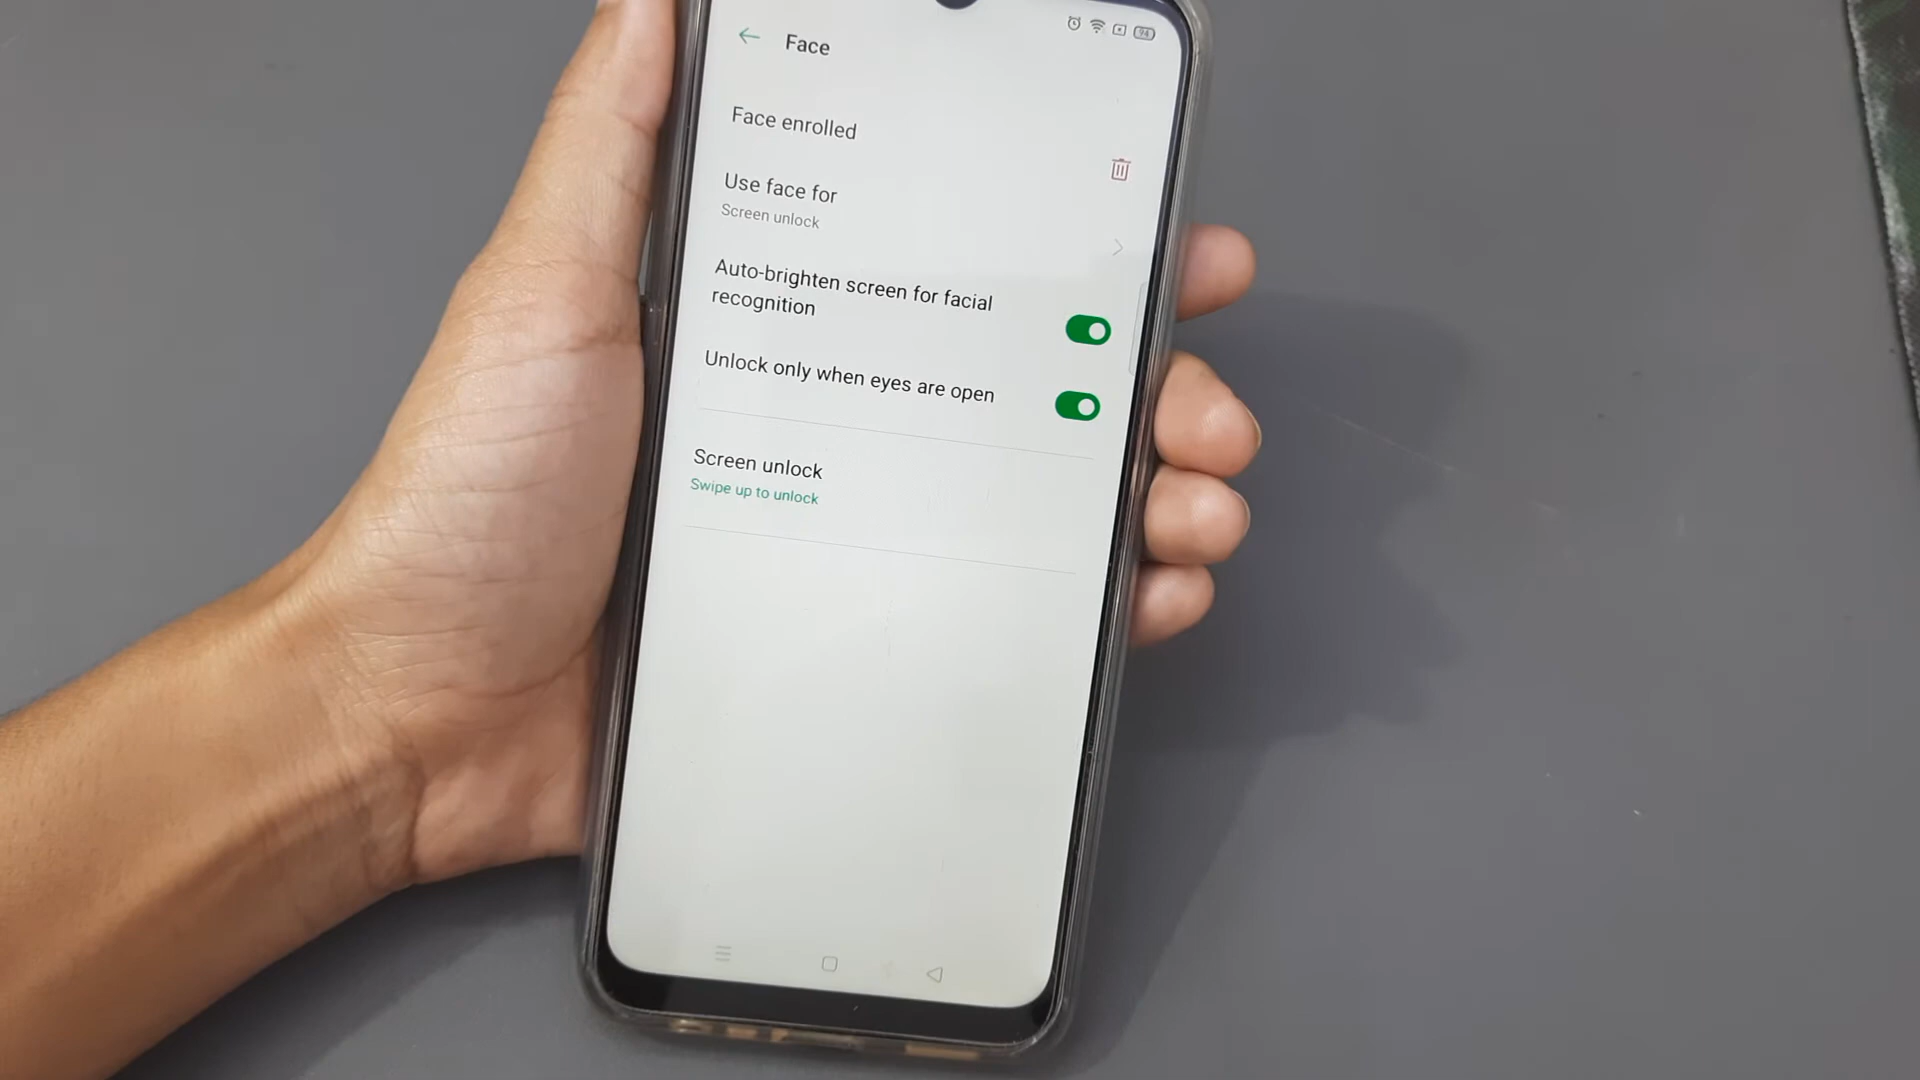 94
Face
Face enrolled
Use face for
Screen unlock
Auto-brighten screen for facial
recognition
Unlock only when eyes are open
Screen unlock
Swipe up to unlock